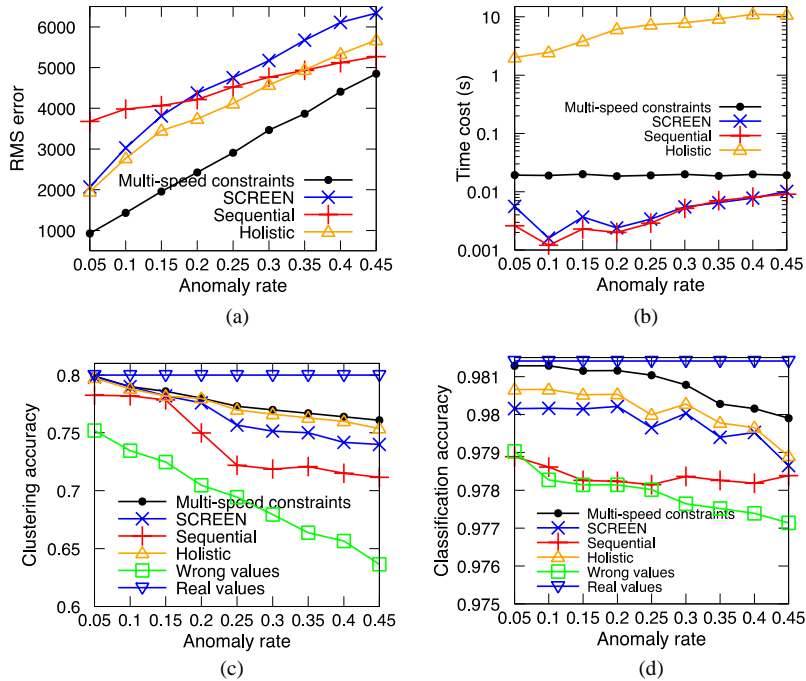 6000
5000
4000
3000
2000
1000
RMS error
Multi-speed constraints
SCREEN
Sequential
Holistic
0.05 0.1 0.15 0.2 0.25 0.3 0.35 0.4 0.45
Anomaly rate
(a)
10
1
0.1
0.01
0.001
Time cost (s)
Multi-speed constraints
SCREEN
Sequential
Holistic
0.05 0.1 0.15 0.2 0.25 0.3 0.35 0.4 0.45
Anomaly rate
(b)
0.8
0.75
0.7
0.65
0.6
Clustering accuracy
Multi-speed constraints
SCREEN
Sequential
Holistic
Wrong values
Real values
0.05 0.1 0.15 0.2 0.25 0.3 0.35 0.4 0.45
Anomaly rate
(c)
0.981
0.98
0.979
0.978
0.977
0.976
0.975
Classification accuracy
Multi-speed constraints
SCREEN
Sequential
Holistic
Wrong values
Real values
0.05 0.1 0.15 0.2 0.25 0.3 0.35 0.4 0.45
Anomaly rate
(d)